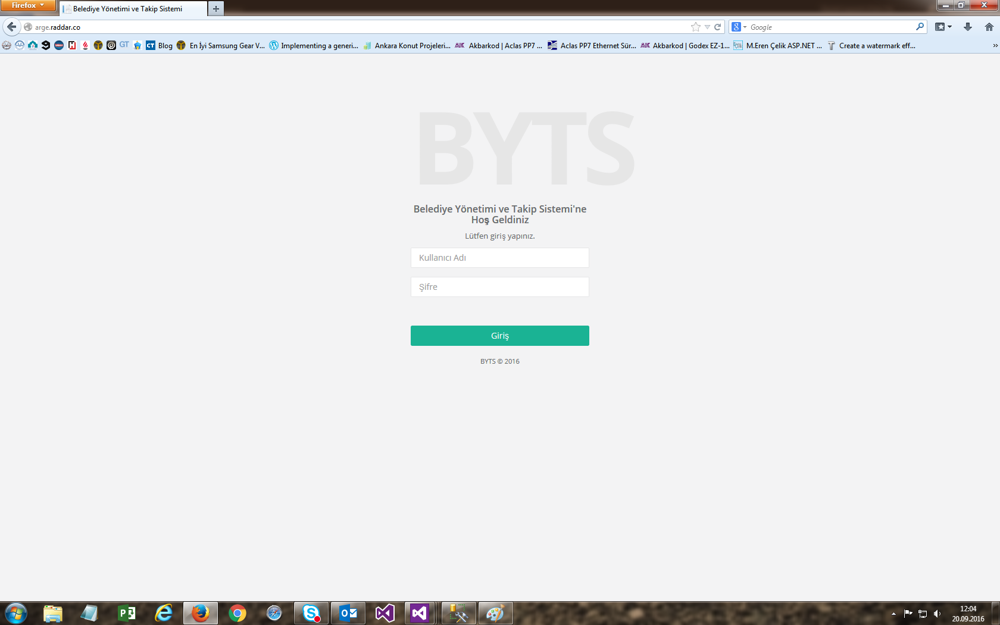 Firefox
Belediye Yönetimi ve Takip Sistemi
arge.raddar.co
Google
GT
CT Blog
En İyi Samsung Gear V...
Implementing a generi...
Ankara Konut Projeleri...
Akbarkod | Aclas PP7 ...
Aclas PP7 Ethernet Sür...
Akbarkod | Godex EZ-1...
M.Eren Çelik ASP.NET ...
Create a watermark eff...
BYTS
Belediye Yönetimi ve Takip Sistemi'ne
Hoş Geldiniz
Lütfen giriş yapınız.
Kullanıcı Adı
Şifre
Giriş
BYTS © 2016
12:04
20.09.2016